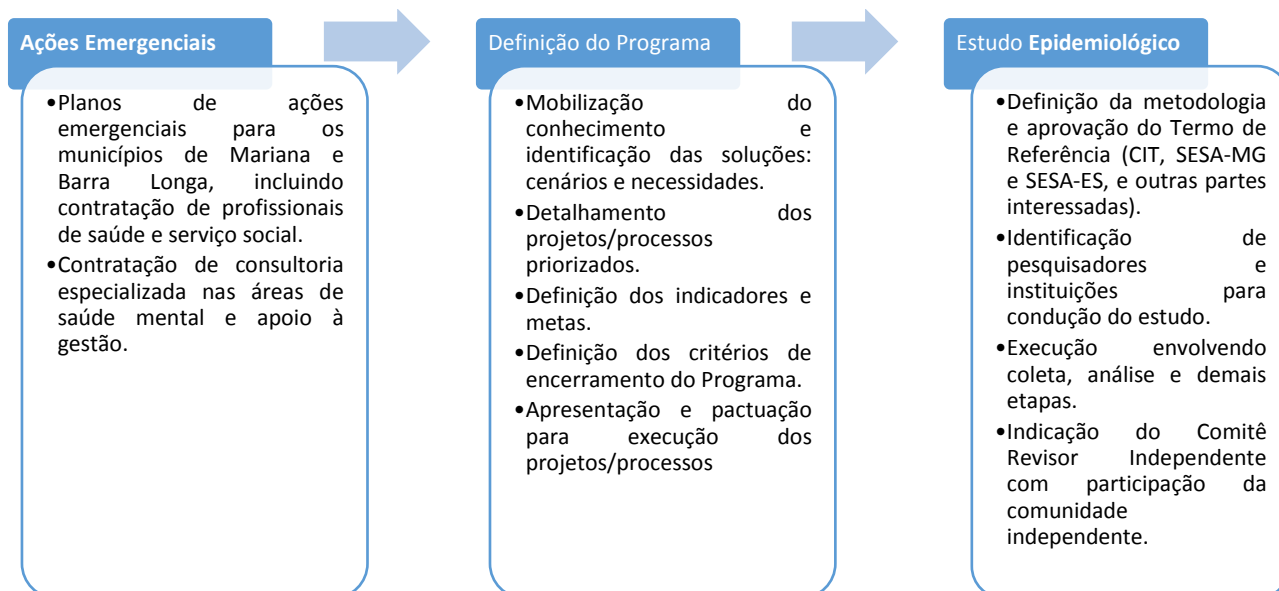 Ações Emergenciais
•Planos de ações
emergenciais para os
municípios de Mariana e
Barra Longa, incluindo
contratação de profissionais
de saúde e serviço social.
•Contratação de consultoria
especializada nas áreas de
saúde mental e apoio à
gestão.
Definição do Programa
•Mobilização do
conhecimento e
identificação das soluções:
cenários e necessidades.
•Detalhamento dos
projetos/processos
priorizados.
•Definição dos indicadores e
metas.
•Definição dos critérios de
encerramento do Programa.
•Apresentação e pactuação
para execução dos
projetos/processos
Estudo Epidemiológico
•Definição da metodologia
e aprovação do Termo de
Referência (CIT, SESA-MG
e SESA-ES, e outras partes
interessadas).
•Identificação de
pesquisadores e
instituições para
condução do estudo.
•Execução envolvendo
coleta, análise e demais
etapas.
•Indicação do Comitê
Revisor Independente
com participação da
comunidade
independente.